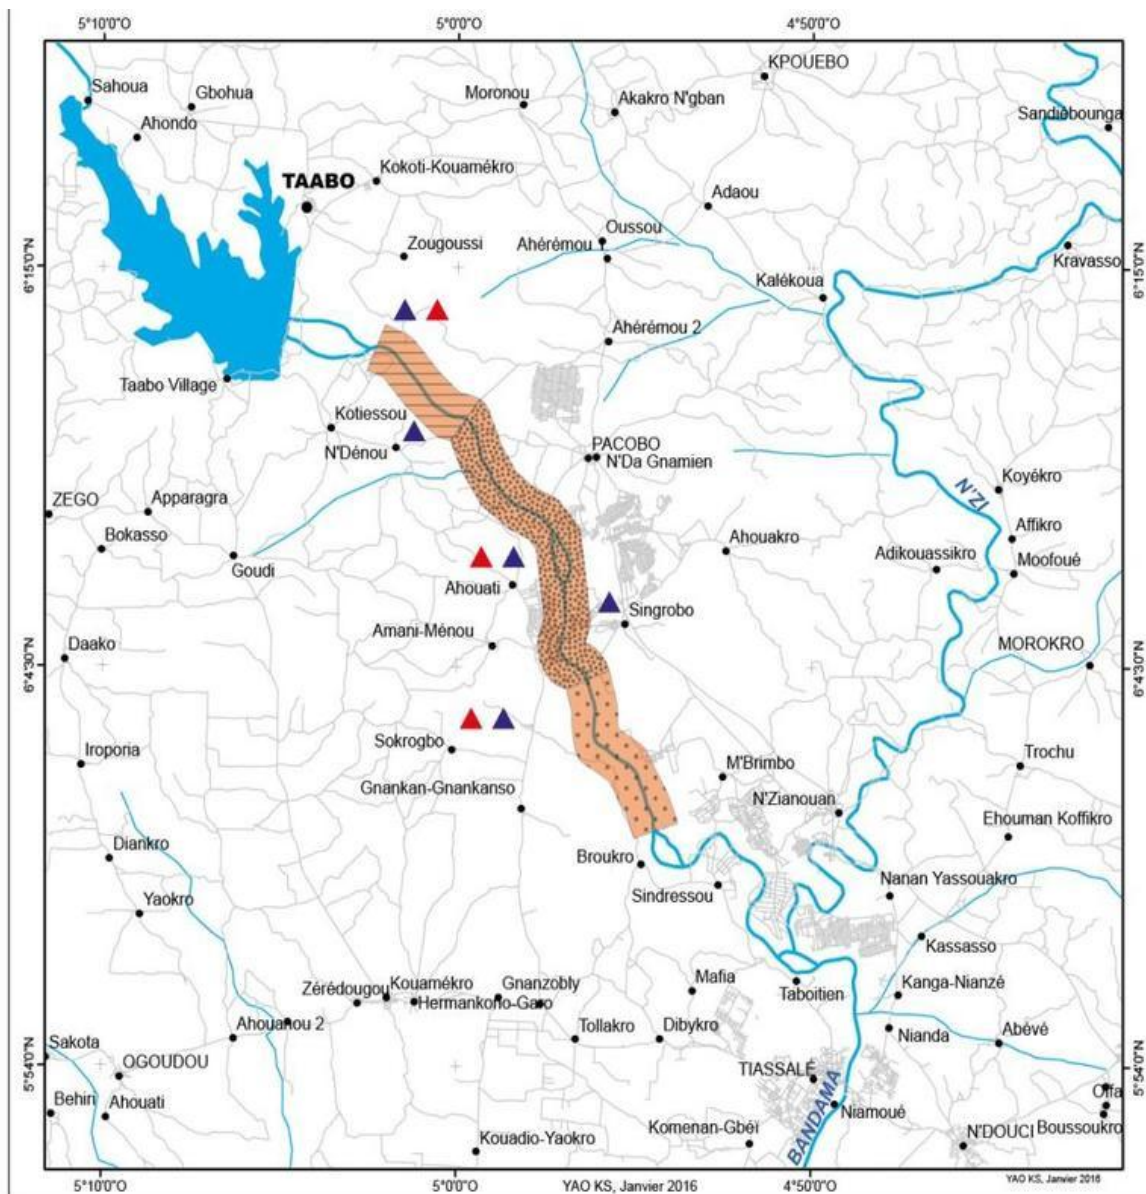 5°10'0"O
5°0'0"O
4°50'0"O
KPOUEBO
Sahoua
Gbohua
Moronou
Akakro N'gban
Sandiébounga
Ahondo
Kokoti-Kouamékro
TAABO
Adaou
Oussou
Zougoussi
Ahérémou
Kravasso
6°15'0"N
6°15'0"N
Kalékoua
Ahérémou 2
Taabo Village
Kotiessou
N'Dénou
PACOBO
N'Da Gnamien
Koyékro
N'ZI
ZEGO
Apparagra
Bokasso
Affikro
Ahouakro
Adikouassikro
Moofoué
Goudi
Ahouati
Singrobo
Amani-Ménou
Daako
MOROKRO
6°4'30"N
6°4'30"N
Sokrogbo
Iroporia
Trochu
M'Brimbo
Gnankan-Gnankanso
N'Zianouan
Ehouman Koffikro
Diankro
Broukro
Sindressou
Nanan Yassouakro
Yaokro
Kassasso
Mafia
Kanga-Nianzé
Zérédougou
Kouamékro
Gnanzobly
Taboitien
Hermankono-Garo
Ahouanou 2
Tollakro
Dibykro
Nianda
Abévé
Sakota
OGOUDOU
TIASSALÉ
5°54'0"N
5°54'0"N
Offa
Behiri
Ahouati
Niamoué
Boussoukro
BANDAMA
Komenan-Gbéï
Kouadio-Yaokro
N'DOUCI
5°10'0"O
5°0'0"O
YAO KS, Janvier 2016
4°50'0"O
YAO KS, Janvier 2016